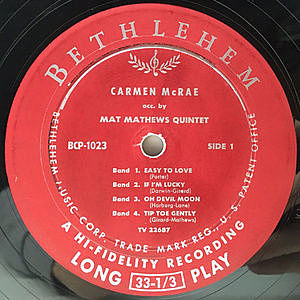 BETHLEHEM
CARMEN McRAE
acc. by
MAT MATHEWS QUINTET
BCP-1023
SIDE 1
Band 1. EASY TO LOVE
(Porter)
Band 2. IF I'M LUCKY
(Darwin-Girard)
Band 3. OH DEVIL MOON
(Harburg-Lane)
Band 4. TIP TOE GENTLY
(Girard-Mathews)
TV 22687
BETHLEHEM MUSIC CORP. TRADE MARK REG., U. S. PATENT OFFICE
A HI-FIDELITY RECORDING
LONG 33-1/3 PLAY